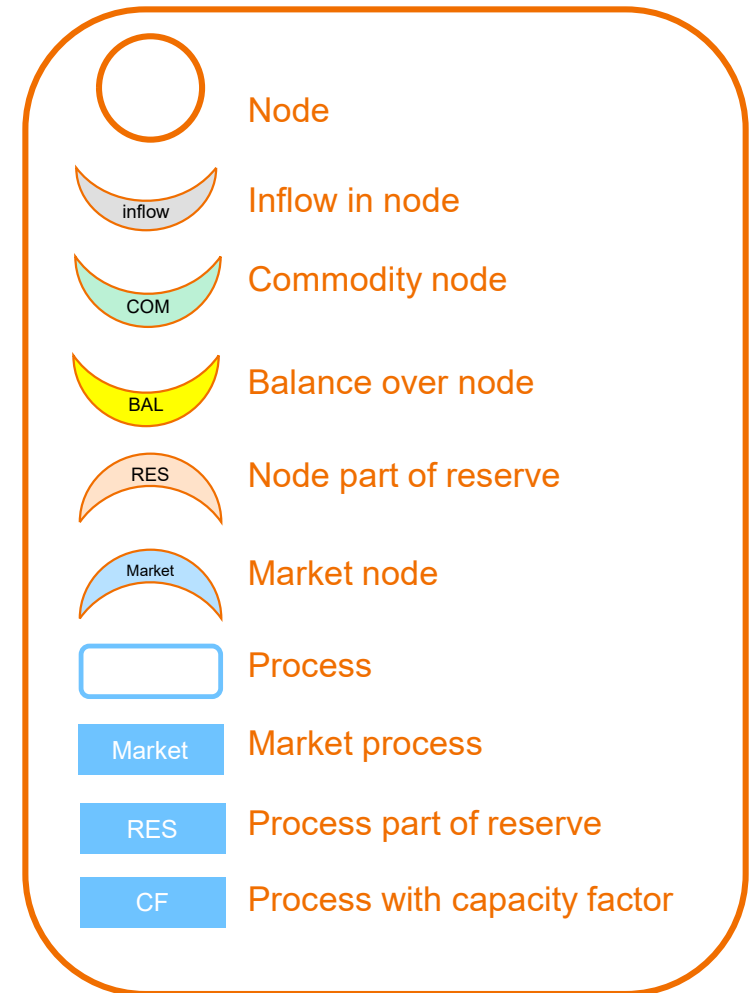 Node
inflow
Inflow in node
COM
Commodity node
BAL
Balance over node
RES
Node part of reserve
Market
Market node
Process
Market
Market process
RES
Process part of reserve
CF
Process with capacity factor